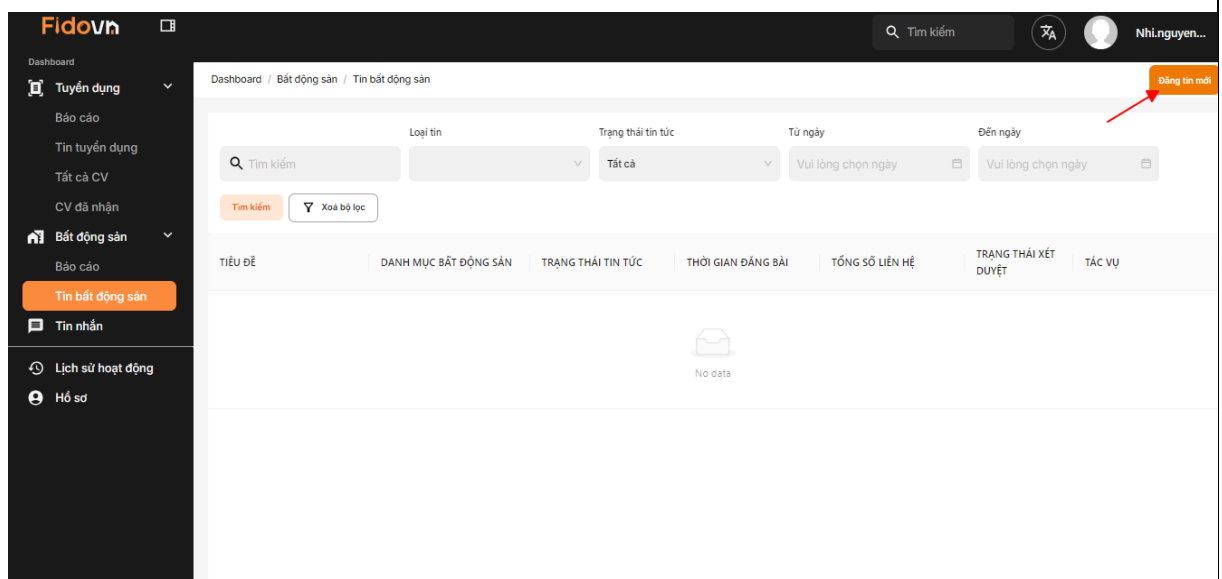 Fidovn
Tìm kiếm
Nhi.nguyen...
Dashboard
Tuyển dụng
Báo cáo
Tin tuyển dụng
Tất cả CV
CV đã nhận
Bất động sản
Báo cáo
Tin bất động sản
Tin nhắn
Lịch sử hoạt động
Hồ sơ
Dashboard / Bất động sản / Tin bất động sản
Đăng tin mới
Loại tin
Trạng thái tin tức
Từ ngày
Đến ngày
Tìm kiếm
Tất cả
Vui lòng chọn ngày
Vui lòng chọn ngày
Tìm kiếm
Xoá bộ lọc
TIÊU ĐỀ
DANH MỤC BẤT ĐỘNG SẢN
TRẠNG THÁI TIN TỨC
THỜI GIAN ĐĂNG BÀI
TỔNG SỐ LIÊN HỆ
TRẠNG THÁI XÉT
DUYỆT
TÁC VỤ
No data